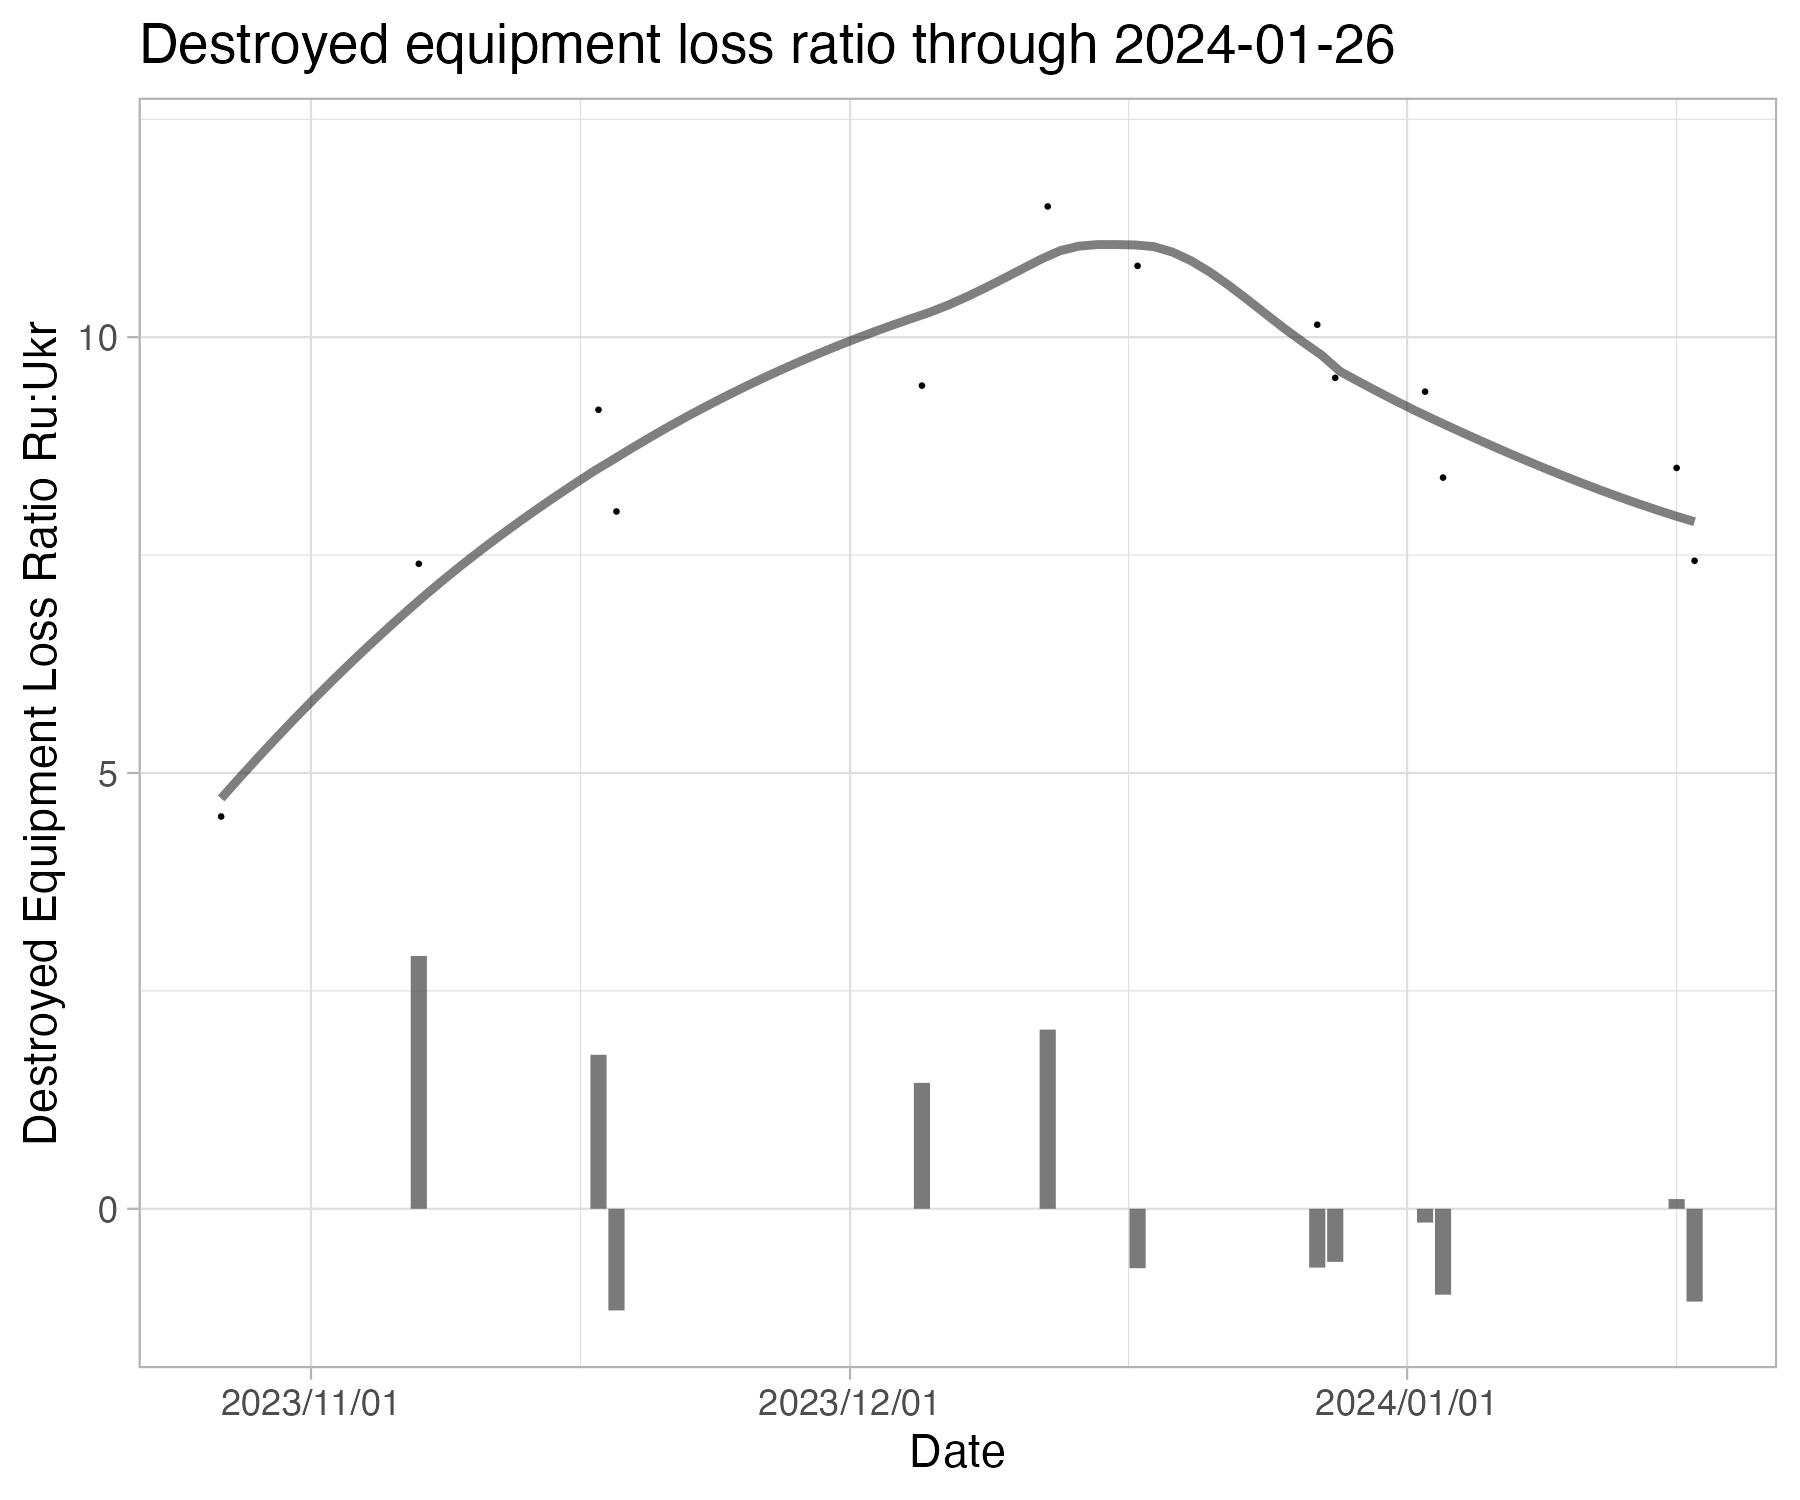 Destroyed equipment loss ratio through 2024-01-26
Destroyed Equipment Loss Ratio Ru:Ukr
10
5
0
2023/11/01
2023/12/01
2024/01/01
Date